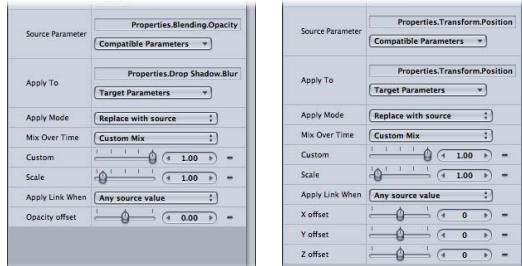 Properties.Blending.Opacity
Source Parameter
Compatible Parameters
Properties.Drop Shadow.Blur
Apply To
Target Parameters
Apply Mode Replace with source
Mix Over Time Custom Mix
Custom 1.00
Scale 1.00
Apply Link When Any source value
Opacity offset 0.00
Properties.Transform.Position
Source Parameter
Compatible Parameters
Properties.Transform.Position
Apply To
Target Parameters
Apply Mode Replace with source
Mix Over Time Custom Mix
Custom 1.00
Scale 1.00
Apply Link When Any source value
X offset 0
Y offset 0
Z offset 0